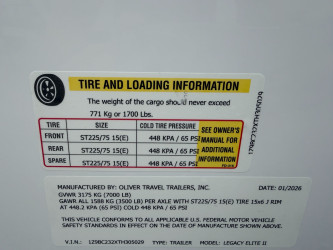 TIRE AND LOADING INFORMATION
The weight of the cargo should never exceed
771 Kg or 1700 Lbs.
TIRE SIZE COLD TIRE PRESSURE
FRONT ST225/75 15(E) 448 KPA / 65 PSI
REAR ST225/75 15(E) 448 KPA / 65 PSI
SPARE ST225/75 15(E) 448 KPA / 65 PSI
SEE OWNER'S
MANUAL FOR
ADDITIONAL
INFORMATION
MANUFACTURED BY: OLIVER TRAVEL TRAILERS, INC. DATE: 01/2026
GVWR 3175 KG (7000 LB)
GAWR ALL 1588 KG (3500 LB) PER AXLE WITH ST225/75 15(E) TIRE 15x6 J RIM
AT 448.2 KPA (65 PSI) COLD 448 KPA / 65 PSI
THIS VEHICLE CONFORMS TO ALL APPLICABLE U.S. FEDERAL MOTOR VEHICLE
SAFETY STANDARDS IN EFFECT ON THE DATE OF MANUFACTURE SHOWN ABOVE.
V.I.N.: 1Z9BC232XTH305029 TYPE: TRAILER MODEL: LEGACY ELITE II